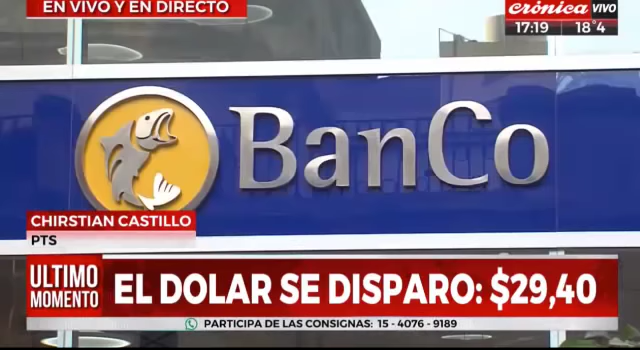 EN VIVO Y EN DIRECTO
crónica VIVO
17:19 18°4
BanCo
CHIRSTIAN CASTILLO
PTS
ULTIMO
MOMENTO
EL DOLAR SE DISPARO: $29,40
PARTICIPA DE LAS CONSIGNAS: 15 - 4076 - 9189